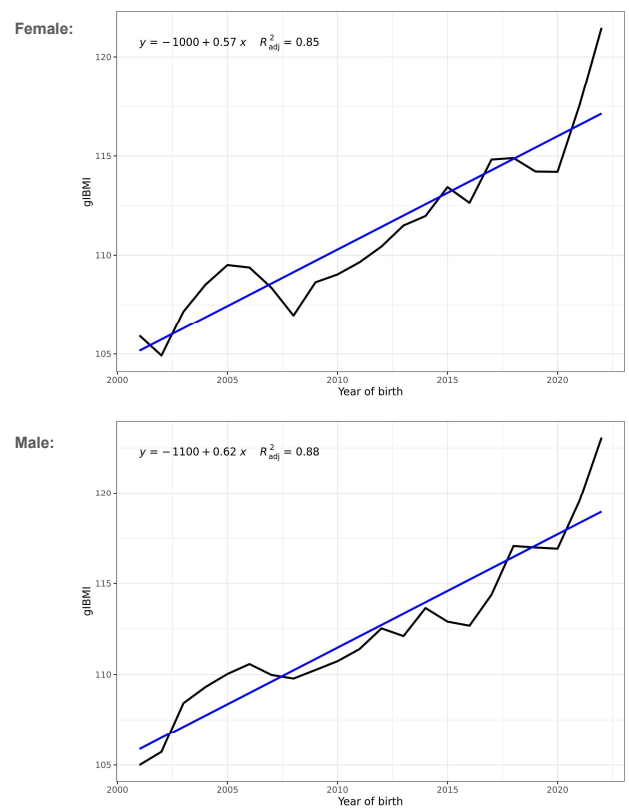 Female:
y = −1000 + 0.57 x R²adj = 0.85
120
115
110
105
glBMI
2000 2005 2010 2015 2020
Year of birth
Male:
y = −1100 + 0.62 x R²adj = 0.88
120
115
110
105
glBMI
2000 2005 2010 2015 2020
Year of birth